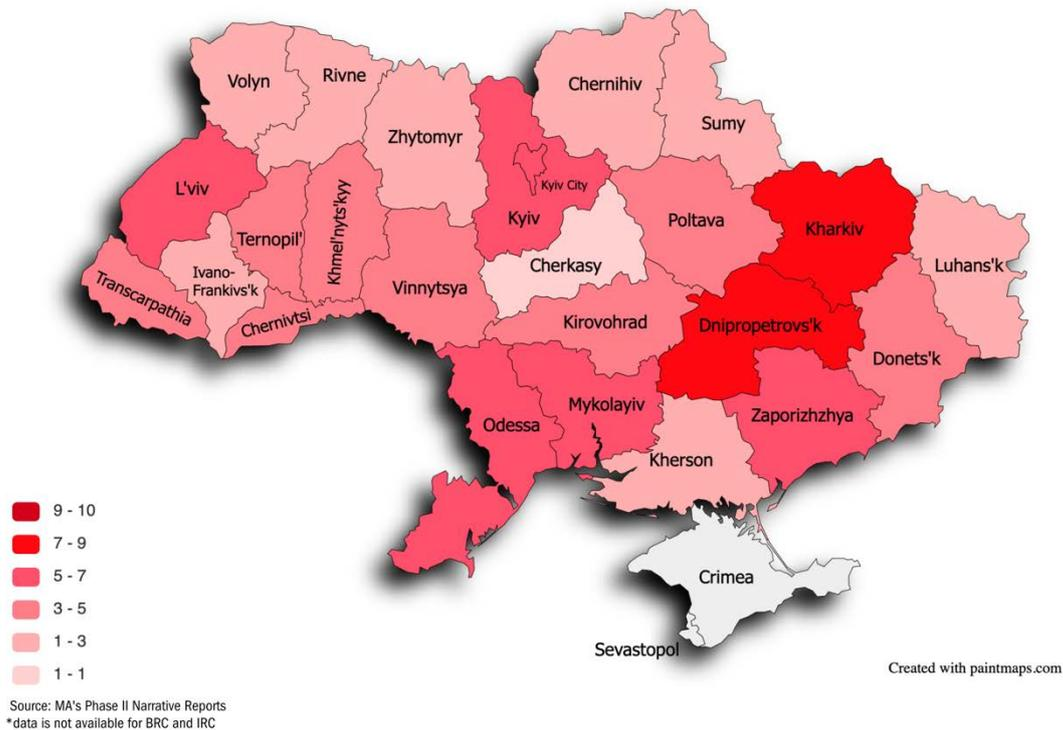 Volyn
Rivne
Zhytomyr
Chernihiv
Sumy
L'viv
Kyiv City
Kyiv
Ternopil'
Khmel'nyts'kyy
Poltava
Kharkiv
Ivano-
Frankivs'k
Cherkasy
Luhans'k
Transcarpathia
Chernivtsi
Vinnytsya
Kirovohrad
Dnipropetrovs'k
Donets'k
Odessa
Mykolayiv
Zaporizhzhya
Kherson
Crimea
Sevastopol
9 - 10
7 - 9
5 - 7
3 - 5
1 - 3
1 - 1
Created with paintmaps.com
Source: MA's Phase II Narrative Reports
*data is not available for BRC and IRC